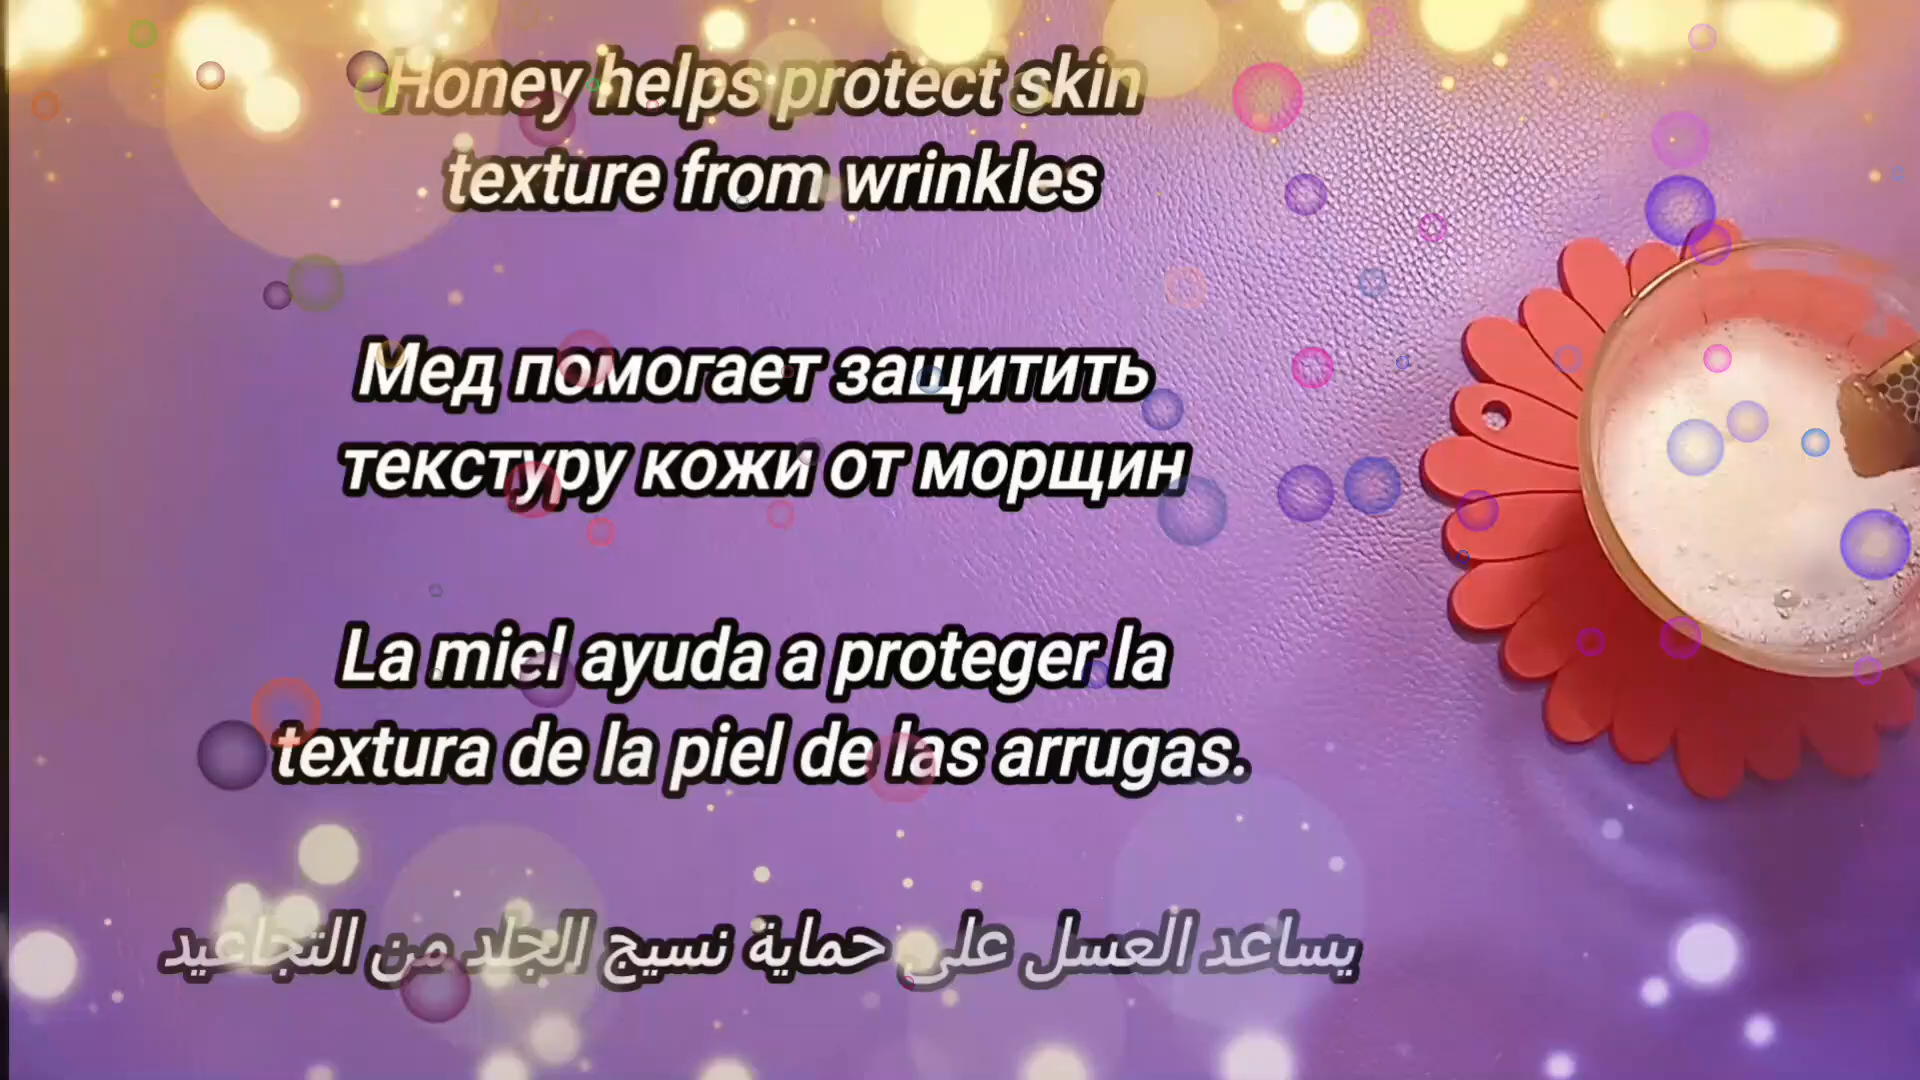 Honey helps protect skin
texture from wrinkles
Мед помогает защитить
текстуру кожи от морщин
La miel ayuda a proteger la
textura de la piel de las arrugas.
يساعد العسل على حماية نسيج الجلد من التجاعيد